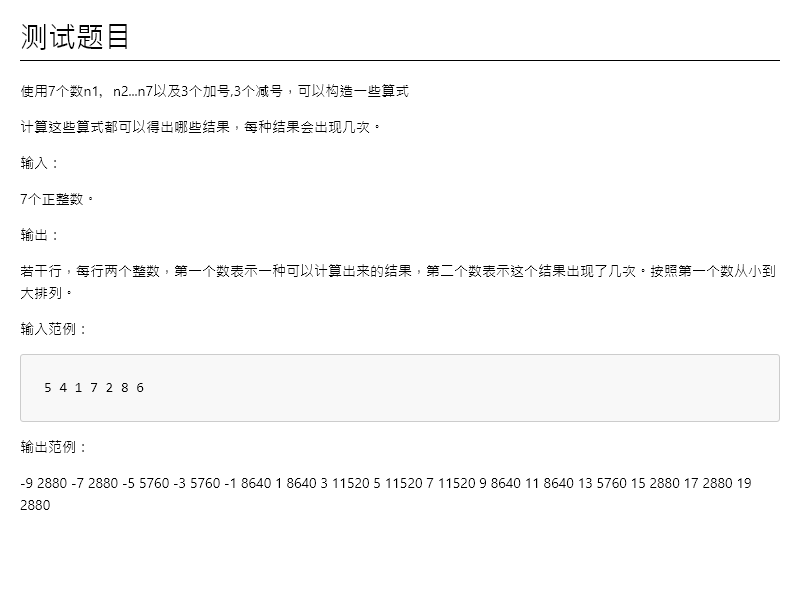 测试题目
使用7个数n1，n2...n7以及3个加号,3个减号，可以构造一些算式
计算这些算式都可以得出哪些结果，每种结果会出现几次。
输入：
7个正整数。
输出：
若干行，每行两个整数，第一个数表示一种可以计算出来的结果，第二个数表示这个结果出现了几次。按照第一个数从小到
大排列。
输入范例：
5 4 1 7 2 8 6
输出范例：
-9 2880 -7 2880 -5 5760 -3 5760 -1 8640 1 8640 3 11520 5 11520 7 11520 9 8640 11 8640 13 5760 15 2880 17 2880 19
2880